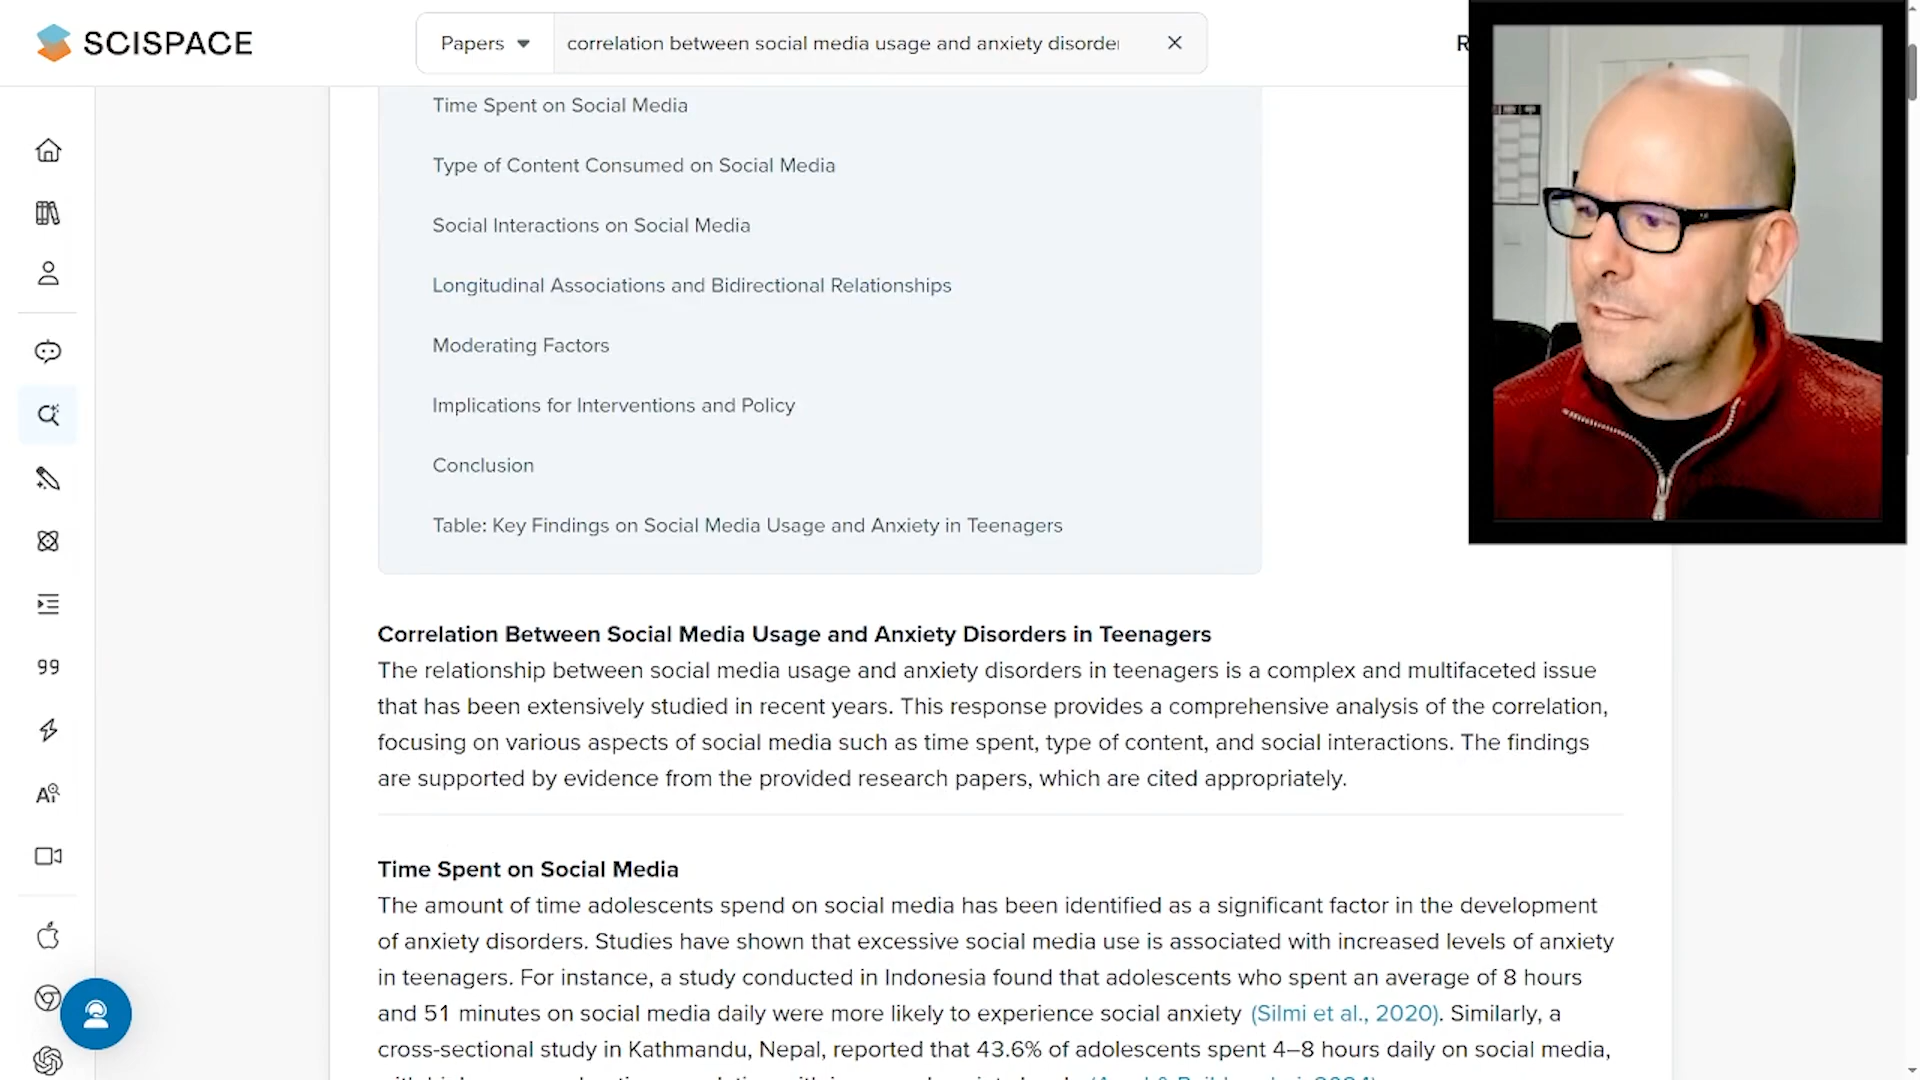 SCISPACE
Papers
correlation between social media usage and anxiety disorder
Time Spent on Social Media
Type of Content Consumed on Social Media
Social Interactions on Social Media
Longitudinal Associations and Bidirectional Relationships
Moderating Factors
Implications for Interventions and Policy
Conclusion
Table: Key Findings on Social Media Usage and Anxiety in Teenagers
Correlation Between Social Media Usage and Anxiety Disorders in Teenagers
The relationship between social media usage and anxiety disorders in teenagers is a complex and multifaceted issue
that has been extensively studied in recent years. This response provides a comprehensive analysis of the correlation,
focusing on various aspects of social media such as time spent, type of content, and social interactions. The findings
are supported by evidence from the provided research papers, which are cited appropriately.
Time Spent on Social Media
The amount of time adolescents spend on social media has been identified as a significant factor in the development
of anxiety disorders. Studies have shown that excessive social media use is associated with increased levels of anxiety
in teenagers. For instance, a study conducted in Indonesia found that adolescents who spent an average of 8 hours
and 51 minutes on social media daily were more likely to experience social anxiety (Silmi et al., 2020). Similarly, a
cross-sectional study in Kathmandu, Nepal, reported that 43.6% of adolescents spent 4–8 hours daily on social media,